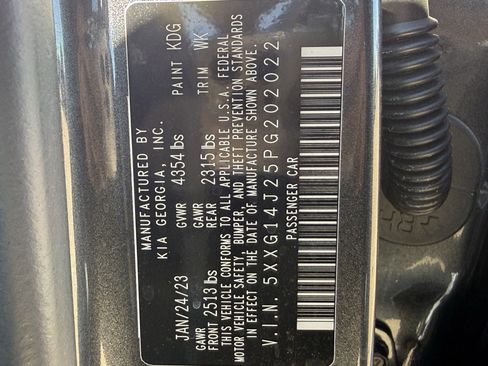 MANUFACTURED BY
KIA GEORGIA, INC.
JAN/24/23 GVWR 4354 lbs PAINT KDG
GAWR GAWR TRIM WK
FRONT 2513 lbs 2315 lbs
THIS VEHICLE CONFORMS TO ALL APPLICABLE U.S.A. FEDERAL
MOTOR VEHICLE SAFETY, BUMPER, AND THEFT PREVENTION STANDARDS
IN EFFECT ON THE DATE OF MANUFACTURE SHOWN ABOVE.
V.I.N. 5XXG14J25PG202022
PASSENGER CAR